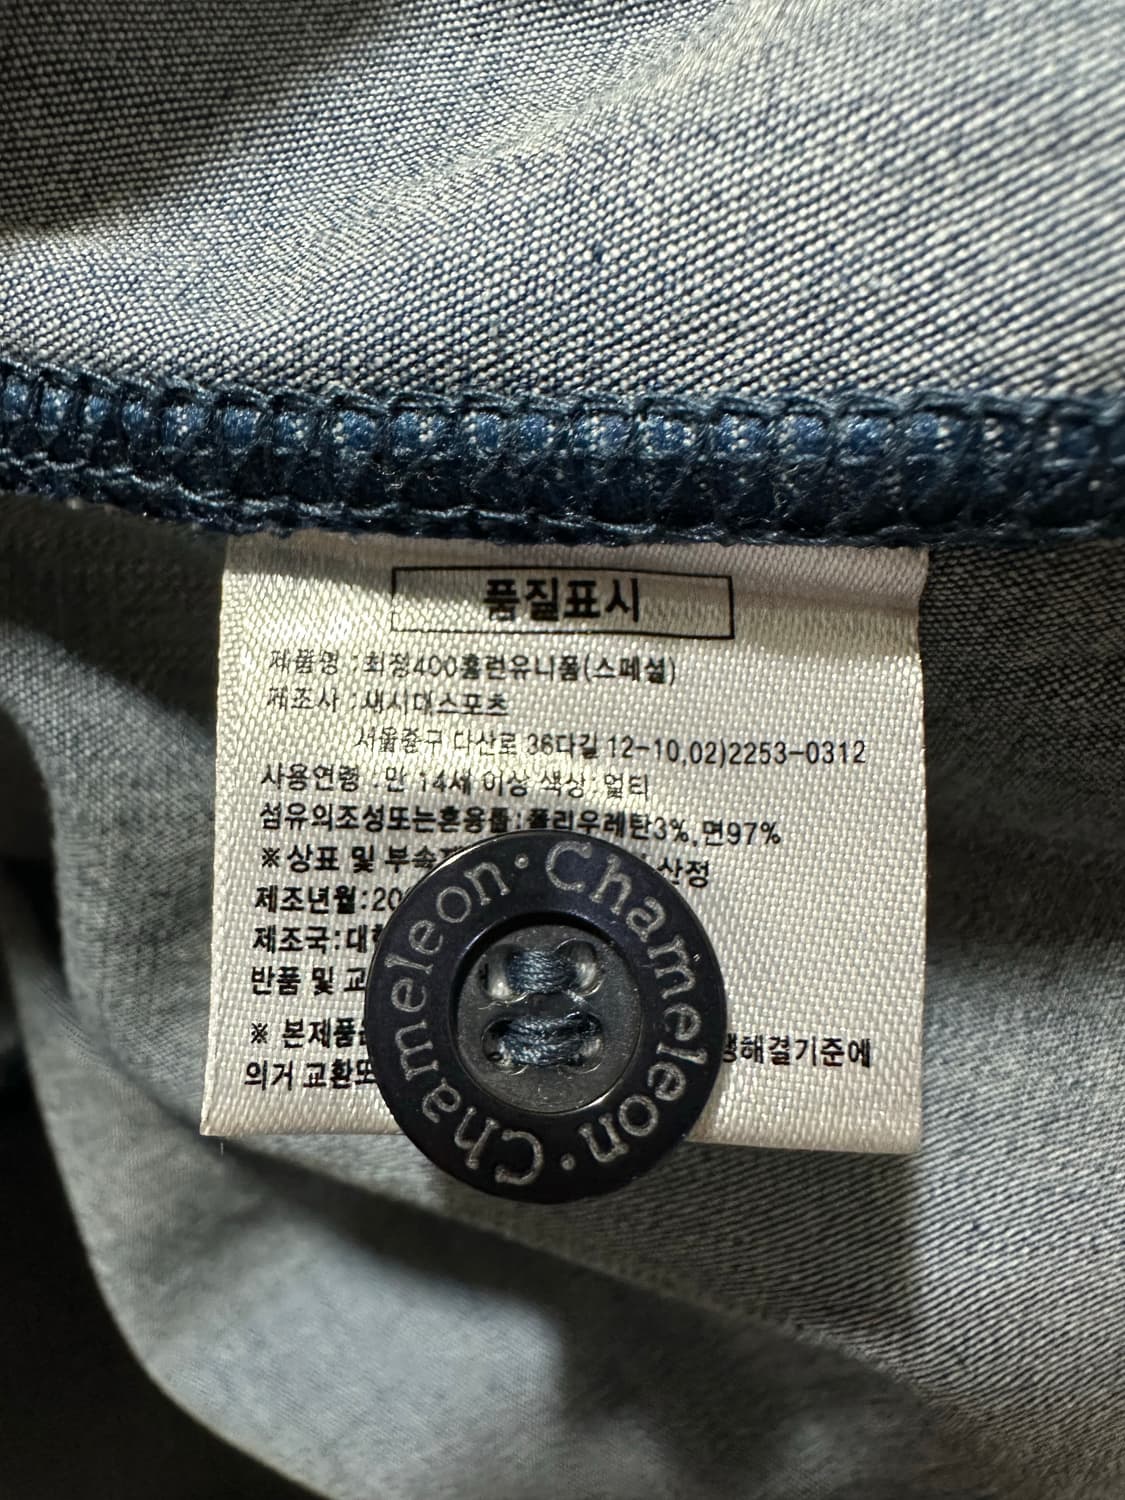 품질표시
제품명 : 최정400홈런유니폼(스페셜)
제조사 : 새시대스포츠
서울중구 다산로 36다길 12-10,02)2253-0312
사용연령 : 만 14세 이상 색상:멀티
섬유의조성또는혼용률:폴리우레탄3%,면97%
※상표 및 부속 산정
제조년월:20
제조국:대
반품 및 교
※ 본제품 해결기준에
의거 교환또
Chameleon · Chameleon · Chameleon